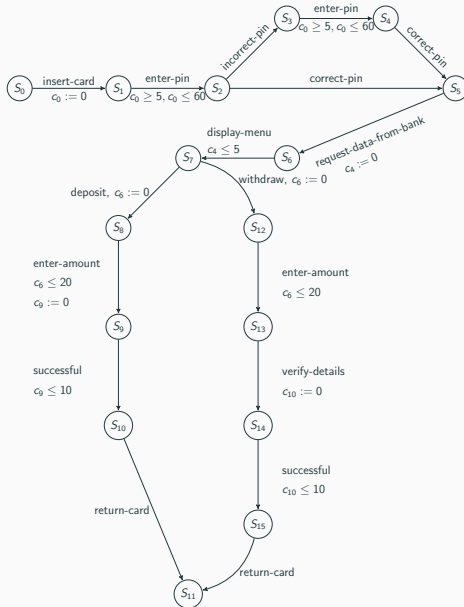 S₃
enter-pin
S₄
c₀ ≥ 5, c₀ ≤ 60
incorrect-pin
correct-pin
S₀
insert-card
c₀ := 0
S₁
enter-pin
c₀ ≥ 5, c₀ ≤ 60
S₂
correct-pin
S₅
request-data-from-bank
c₄ := 0
S₇
display-menu
c₄ ≤ 5
S₆
deposit, c₆ := 0
withdraw, c₆ := 0
S₈
S₁₂
enter-amount
c₆ ≤ 20
c₉ := 0
enter-amount
c₆ ≤ 20
S₉
S₁₃
successful
c₉ ≤ 10
verify-details
c₁₀ := 0
S₁₀
S₁₄
successful
c₁₀ ≤ 10
return-card
S₁₅
return-card
S₁₁